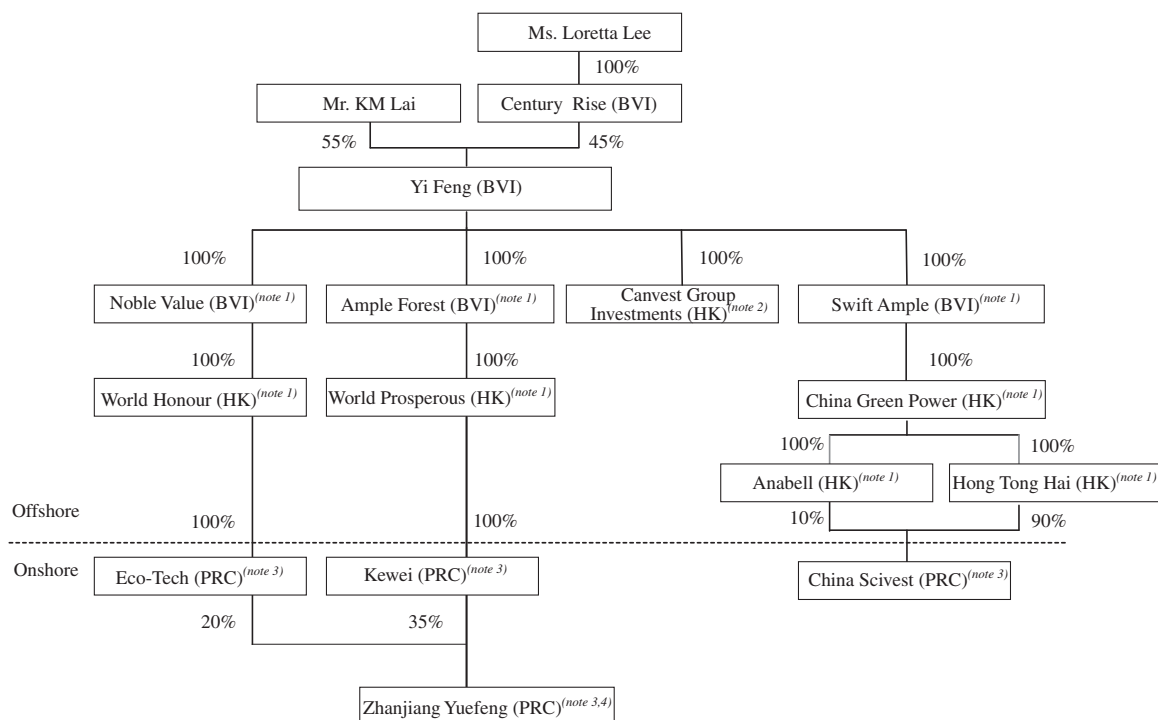 Ms. Loretta Lee
100%
Mr. KM Lai
Century Rise (BVI)
55%
45%
Yi Feng (BVI)
100%
100%
100%
100%
Noble Value (BVI)(note 1)
Ample Forest (BVI)(note 1)
Canvest Group
Investments (HK)(note 2)
Swift Ample (BVI)(note 1)
100%
100%
100%
World Honour (HK)(note 1)
World Prosperous (HK)(note 1)
China Green Power (HK)(note 1)
100%
100%
Anabell (HK)(note 1)
Hong Tong Hai (HK)(note 1)
Offshore
100%
100%
10%
90%
Onshore
Eco-Tech (PRC)(note 3)
Kewei (PRC)(note 3)
China Scivest (PRC)(note 3)
20%
35%
Zhanjiang Yuefeng (PRC)(note 3,4)